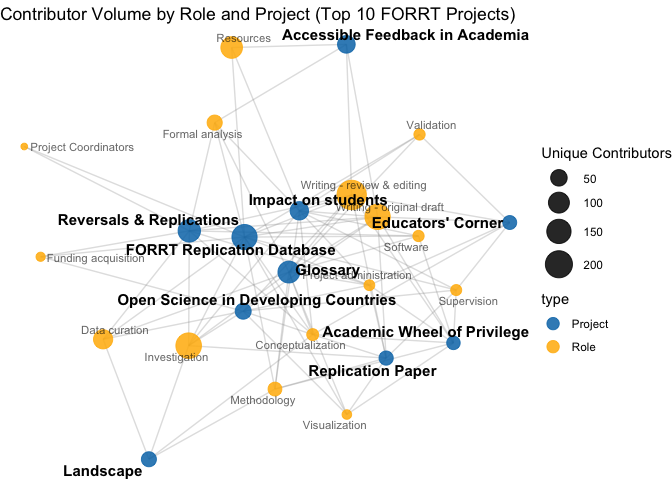 Contributor Volume by Role and Project (Top 10 FORRT Projects)
Resources
Accessible Feedback in Academia
Formal analysis
Validation
Project Coordinators
Writing - review & editing
Impact on students
Writing - original draft
Reversals & Replications
Educators' Corner
FORRT Replication Database
Software
Funding acquisition
Glossary
Project administration
Open Science in Developing Countries
Supervision
Data curation
Academic Wheel of Privilege
Conceptualization
Investigation
Replication Paper
Methodology
Visualization
Landscape
Unique Contributors
50
100
150
200
type
Project
Role